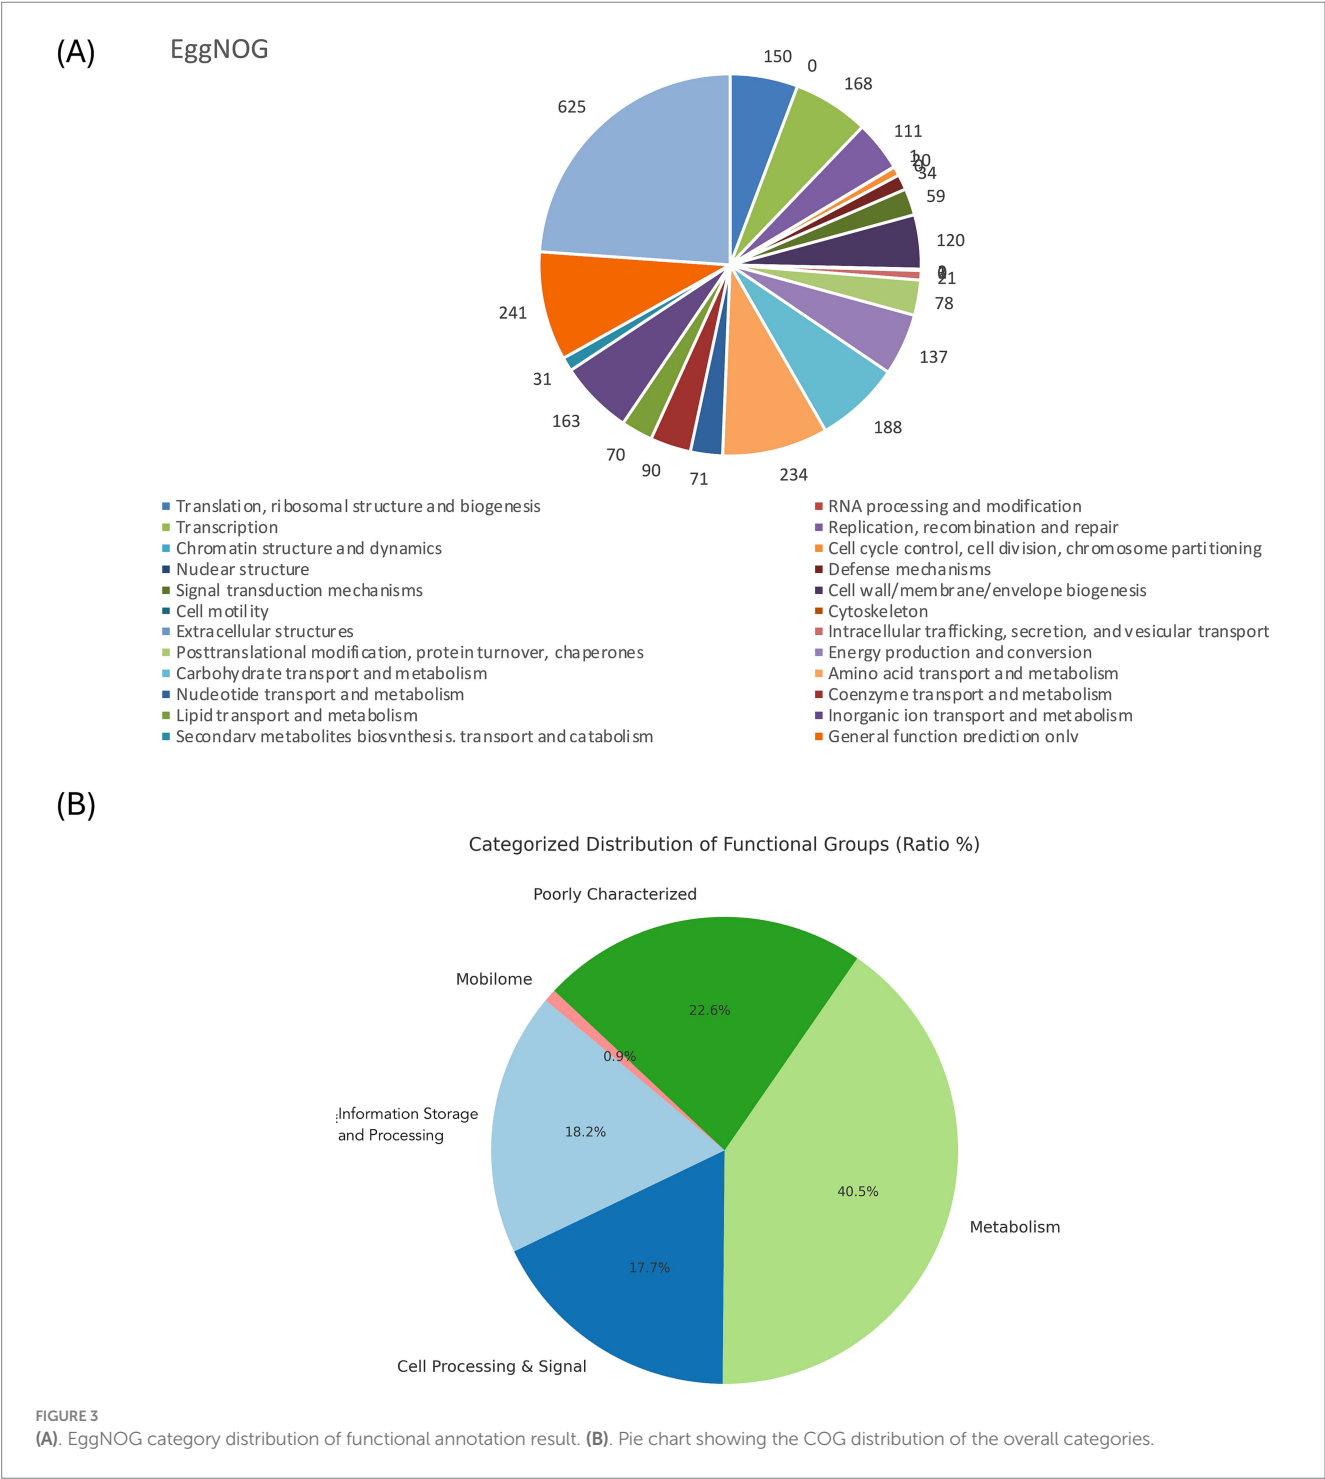 (A)
EggNOG
150
0
168
625
111
1
20
0
34
59
120
21
78
241
137
31
163
188
70
90
71
234
Translation, ribosomal structure and biogenesis
RNA processing and modification
Transcription
Replication, recombination and repair
Chromatin structure and dynamics
Cell cycle control, cell division, chromosome partitioning
Nuclear structure
Defense mechanisms
Signal transduction mechanisms
Cell wall/membrane/envelope biogenesis
Cell motility
Cytoskeleton
Extracellular structures
Intracellular trafficking, secretion, and vesicular transport
Posttranslational modification, protein turnover, chaperones
Energy production and conversion
Carbohydrate transport and metabolism
Amino acid transport and metabolism
Nucleotide transport and metabolism
Coenzyme transport and metabolism
Lipid transport and metabolism
Inorganic ion transport and metabolism
Secondary metabolites biosynthesis, transport and catabolism
General function prediction only
(B)
Categorized Distribution of Functional Groups (Ratio %)
Poorly Characterized
Mobilome
22.6%
0.9%
Information Storage
and Processing
18.2%
40.5%
Metabolism
17.7%
Cell Processing & Signal
FIGURE 3
(A). EggNOG category distribution of functional annotation result. (B). Pie chart showing the COG distribution of the overall categories.